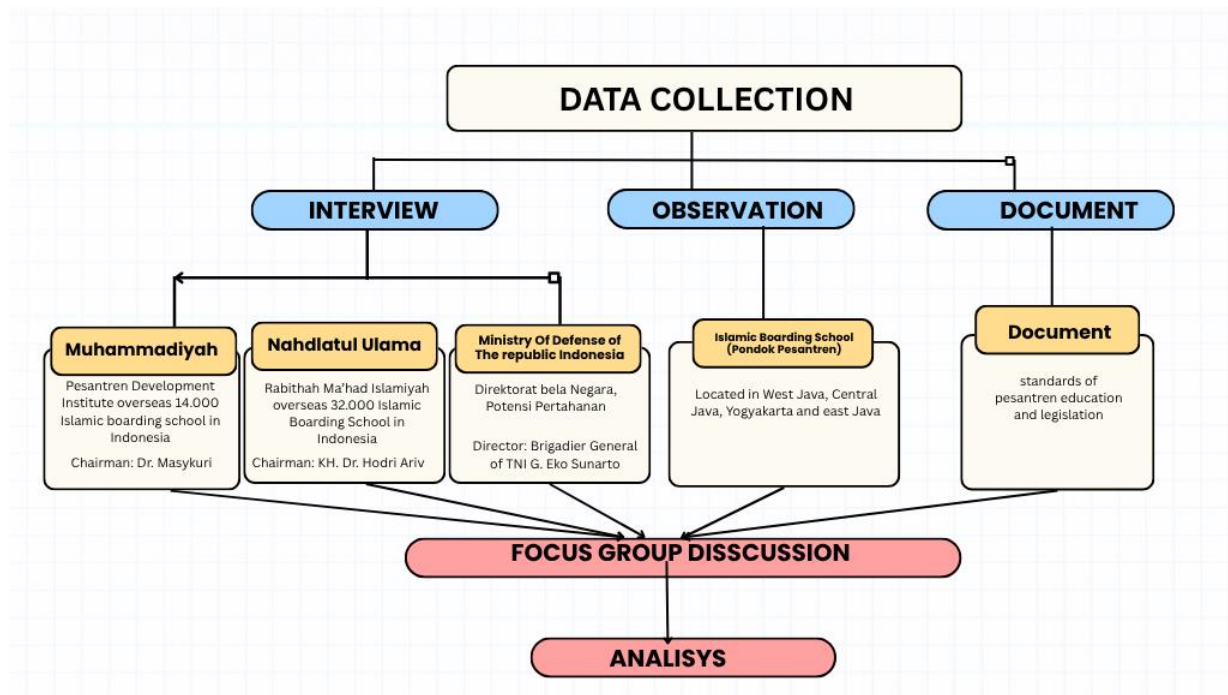 DATA COLLECTION
INTERVIEW
OBSERVATION
DOCUMENT
Muhammadiyah
Pesantren Development
Institute overseas 14.000
Islamic boarding school in
Indonesia
Chairman: Dr. Masykuri
Nahdlatul Ulama
Rabithah Ma'had Islamiyah
overseas 32.000 Islamic
Boarding School in
Indonesia
Chairman: KH. Dr. Hodri Ariv
Ministry Of Defense of
The republic Indonesia
Direktorat bela Negara,
Potensi Pertahanan
Director: Brigadier General
of TNI G. Eko Sunarto
Islamic Boarding School
(Pondok Pesantren)
Located in West Java, Central
Java, Yogyakarta and east Java
Document
standards of
pesantren education
and legislation
FOCUS GROUP DISSCUSSION
ANALISYS